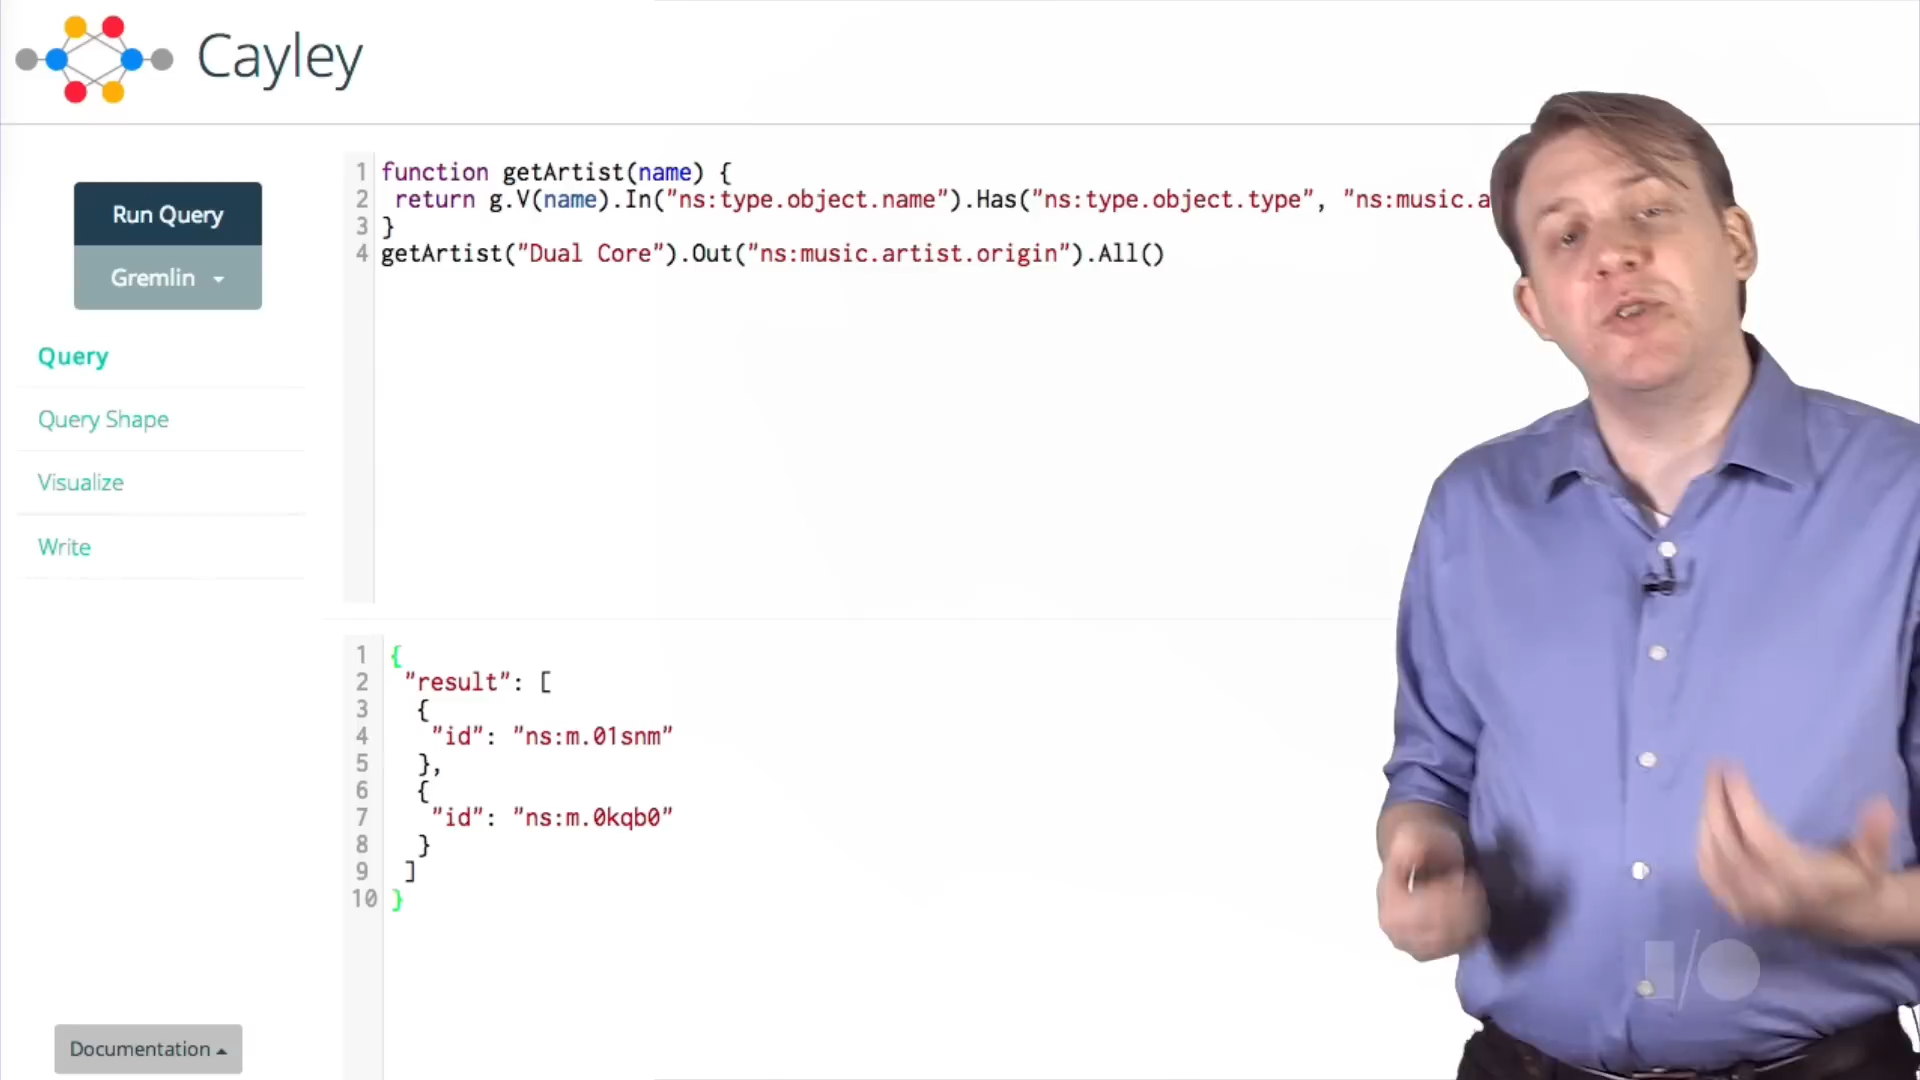 Cayley
Run Query
Gremlin
Query
Query Shape
Visualize
Write
Documentation
1 function getArtist(name) {
2 return g.V(name).In("ns:type.object.name").Has("ns:type.object.type", "ns:music.a
3 }
4 getArtist("Dual Core").Out("ns:music.artist.origin").All()
1 {
2 "result": [
3 {
4 "id": "ns:m.01snm"
5 },
6 {
7 "id": "ns:m.0kqb0"
8 }
9 ]
10 }
I/O